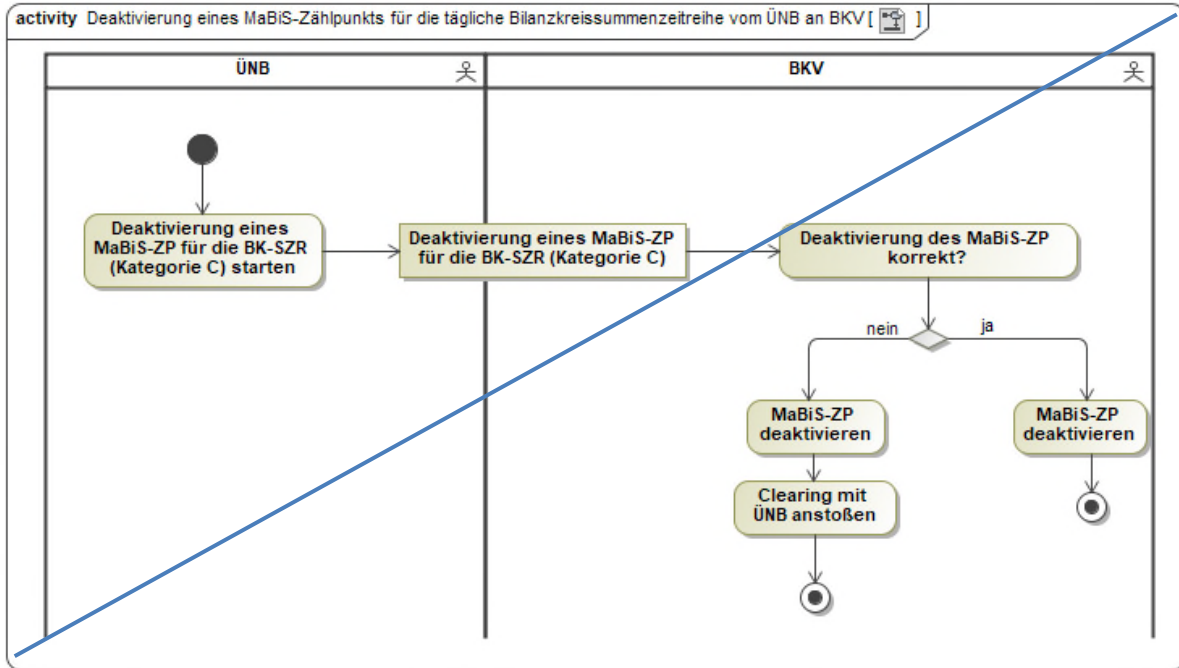 activity Deaktivierung eines MaBiS-Zählpunkts für die tägliche Bilanzkreissummenzeitreihe vom ÜNB an BKV [ ]
ÜNB
BKV
Deaktivierung eines
MaBiS-ZP für die BK-SZR
(Kategorie C) starten
Deaktivierung eines MaBiS-ZP
für die BK-SZR (Kategorie C)
Deaktivierung des MaBiS-ZP
korrekt?
nein
ja
MaBiS-ZP
deaktivieren
Clearing mit
ÜNB anstoßen
MaBiS-ZP
deaktivieren